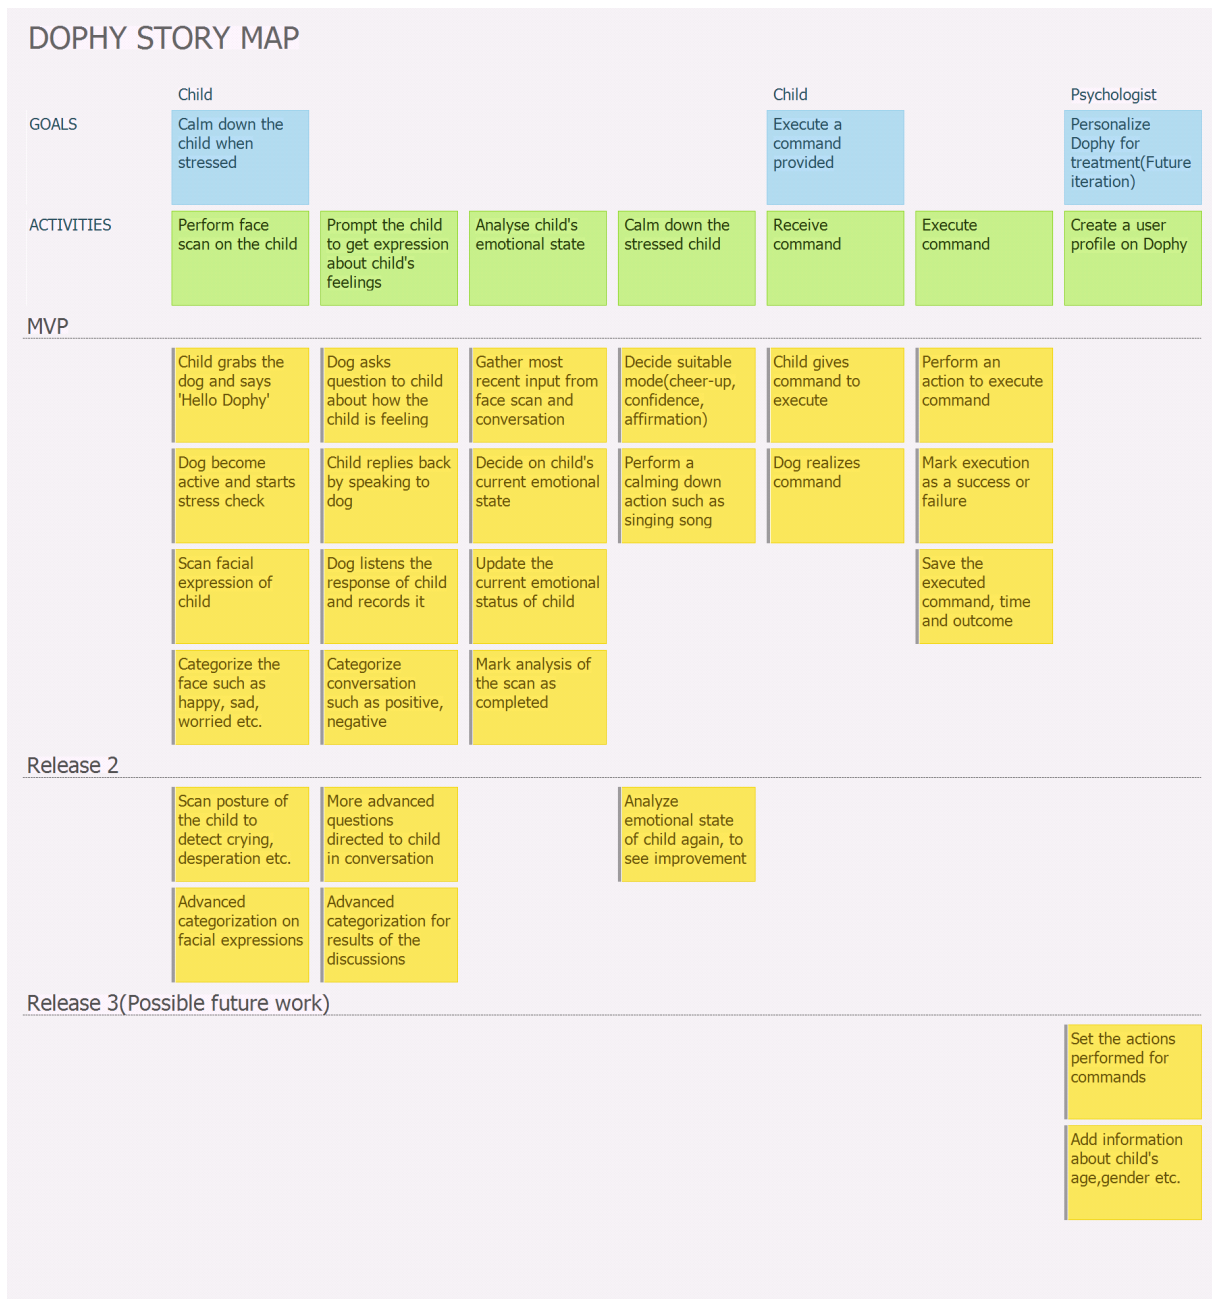 DOPHY STORY MAP
Child
Child
Psychologist
GOALS
Calm down the
child when
stressed
Execute a
command
provided
Personalize
Dophy for
treatment(Future
iteration)
ACTIVITIES
Perform face
scan on the child
Prompt the child
to get expression
about child's
feelings
Analyse child's
emotional state
Calm down the
stressed child
Receive
command
Execute
command
Create a user
profile on Dophy
MVP
Child grabs the
dog and says
'Hello Dophy'
Dog asks
question to child
about how the
child is feeling
Gather most
recent input from
face scan and
conversation
Decide suitable
mode(cheer-up,
confidence,
affirmation)
Child gives
command to
execute
Perform an
action to execute
command
Dog become
active and starts
stress check
Child replies back
by speaking to
dog
Decide on child's
current emotional
state
Perform a
calming down
action such as
singing song
Dog realizes
command
Mark execution
as a success or
failure
Scan facial
expression of
child
Dog listens the
response of child
and records it
Update the
current emotional
status of child
Save the
executed
command, time
and outcome
Categorize the
face such as
happy, sad,
worried etc.
Categorize
conversation
such as positive,
negative
Mark analysis of
the scan as
completed
Release 2
Scan posture of
the child to
detect crying,
desperation etc.
More advanced
questions
directed to child
in conversation
Analyze
emotional state
of child again, to
see improvement
Advanced
categorization on
facial expressions
Advanced
categorization for
results of the
discussions
Release 3(Possible future work)
Set the actions
performed for
commands
Add information
about child's
age,gender etc.